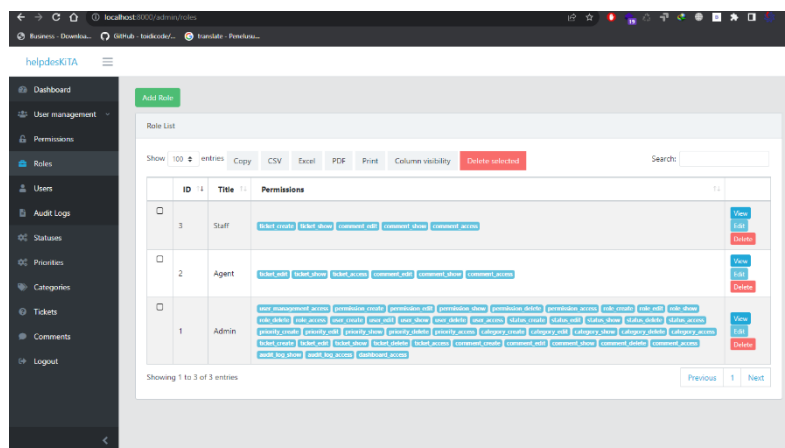 localhost:8000/admin/roles
19
Business - Downloa... GitHub - toidicode/... translate - Penelusu...
helpdesKiTA
Dashboard
User management
Permissions
Roles
Users
Audit Logs
Statuses
Priorities
Categories
Tickets
Comments
Logout
Add Role
Role List
Show 100 entries Copy CSV Excel PDF Print Column visibility Delete selected Search:
ID Title Permissions
3 Staff ticket_create ticket_show comment_edit comment_show comment_access View Edit Delete
2 Agent ticket_edit ticket_show ticket_access comment_edit comment_show comment_access View Edit Delete
user_management_access permission_create permission_edit permission_show permission_delete permission_access role_create role_edit role_show
1 Admin role_delete role_access user_create user_edit user_show user_delete user_access status_create status_edit status_show status_delete status_access View
priority_create priority_edit priority_show priority_delete priority_access category_create category_edit category_show category_delete category_access Edit
ticket_create ticket_edit ticket_show ticket_delete ticket_access comment_create comment_edit comment_show comment_delete comment_access Delete
audit_log_show audit_log_access dashboard_access
Showing 1 to 3 of 3 entries Previous 1 Next